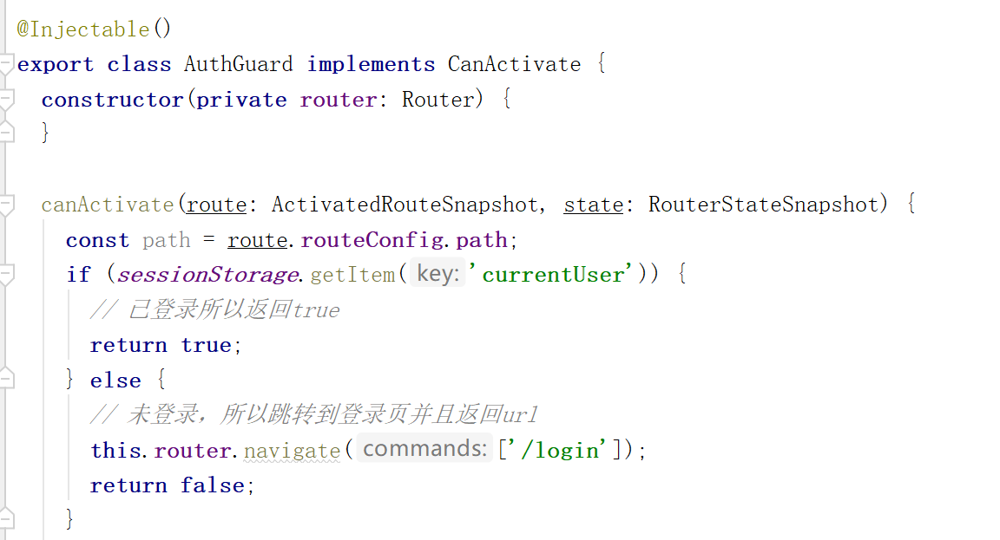 @Injectable()
export class AuthGuard implements CanActivate {
constructor(private router: Router) {
}
canActivate(route: ActivatedRouteSnapshot, state: RouterStateSnapshot) {
const path = route.routeConfig.path;
if (sessionStorage.getItem( key: 'currentUser')) {
// 已登录所以返回true
return true;
} else {
// 未登录，所以跳转到登录页并且返回url
this.router.navigate( commands: ['/login']);
return false;
}